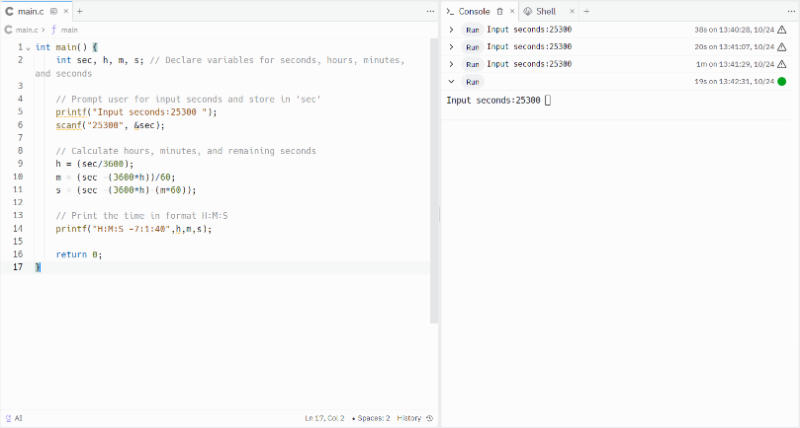 main.c
main.c > f main
1 int main() {
2 int sec, h, m, s; // Declare variables for seconds, hours, minutes,
and seconds
3
4 // Prompt user for input seconds and store in 'sec'
5 printf("Input seconds:25300 ");
6 scanf("25300", &sec);
7
8 // Calculate hours, minutes, and remaining seconds
9 h = (sec/3600);
10 m = (sec -(3600*h))/60;
11 s = (sec -(3600*h)-(m*60));
12
13 // Print the time in format H:M:S
14 printf("H:M:S -7:1:40",h,m,s);
15
16 return 0;
17 }
AI Ln 17, Col 2 • Spaces: 2 History
Console Shell
Run Input seconds:25300 38s on 13:40:28, 10/24
Run Input seconds:25300 20s on 13:41:07, 10/24
Run Input seconds:25300 1m on 13:41:29, 10/24
Run 19s on 13:42:31, 10/24
Input seconds:25300